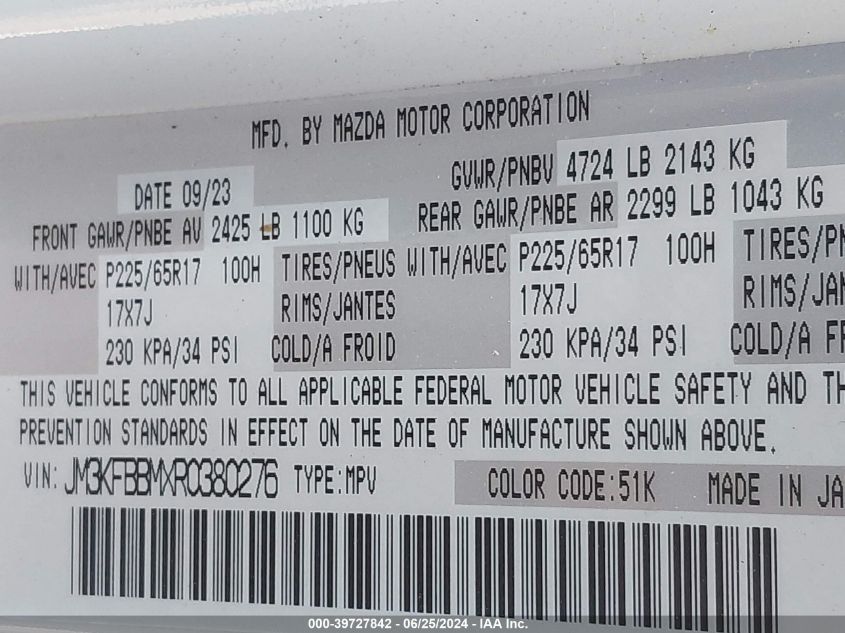 MFD. BY MAZDA MOTOR CORPORATION
DATE 09/23 GVWR/PNBV 4724 LB 2143 KG
FRONT GAWR/PNBE AV 2425 LB 1100 KG REAR GAWR/PNBE AR 2299 LB 1043 KG
WITH/AVEC P225/65R17 100H TIRES/PNEUS WITH/AVEC P225/65R17 100H TIRES/PN
17X7J RIMS/JANTES 17X7J RIMS/JAN
230 KPA/34 PSI COLD/A FROID 230 KPA/34 PSI COLD/A FR
THIS VEHICLE CONFORMS TO ALL APPLICABLE FEDERAL MOTOR VEHICLE SAFETY AND TH
PREVENTION STANDARDS IN EFFECT ON THE DATE OF MANUFACTURE SHOWN ABOVE.
VIN: JM3KFBBMXR0380276 TYPE:MPV COLOR CODE:51K MADE IN JA
000-39727842 - 06/25/2024 - IAA Inc.